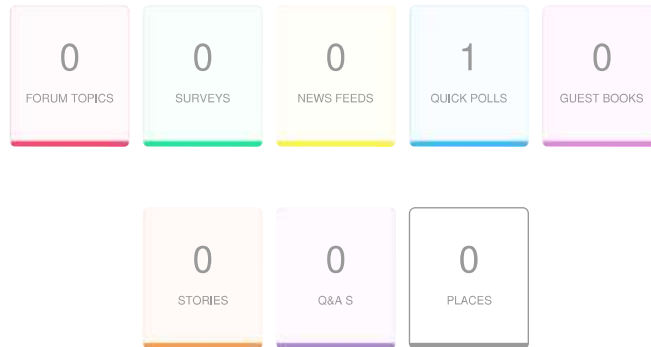 0
FORUM TOPICS
0
SURVEYS
0
NEWS FEEDS
1
QUICK POLLS
0
GUEST BOOKS
0
STORIES
0
Q&A S
0
PLACES